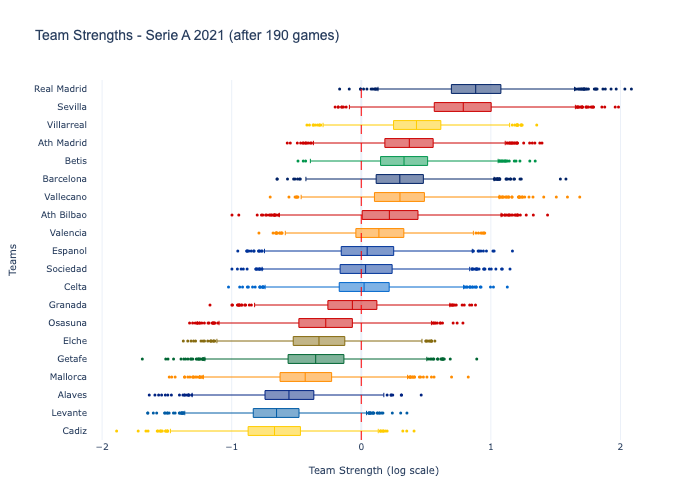 Team Strengths - Serie A 2021 (after 190 games)
Real Madrid
Sevilla
Villarreal
Ath Madrid
Betis
Barcelona
Vallecano
Ath Bilbao
Valencia
Espanol
Sociedad
Celta
Granada
Osasuna
Elche
Getafe
Mallorca
Alaves
Levante
Cadiz
Teams
−2 −1 0 1 2
Team Strength (log scale)